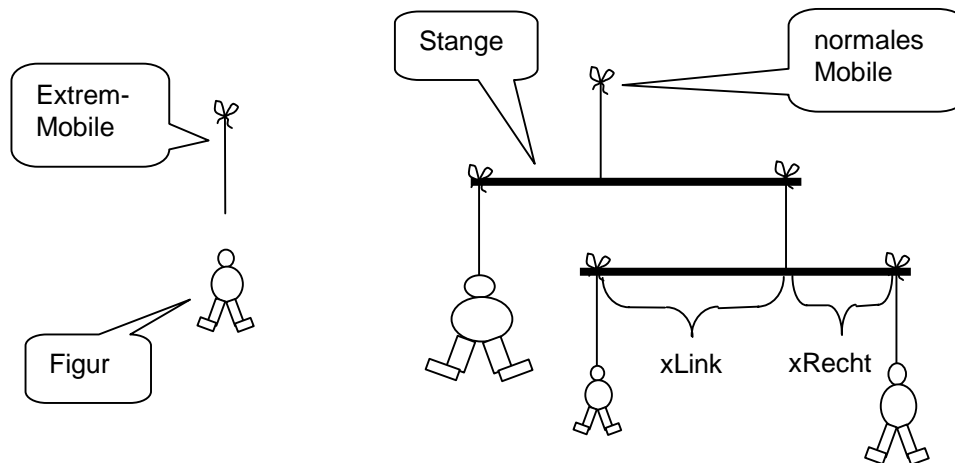 Extrem-
Mobile
Figur
Stange
normales
Mobile
xLink
xRecht